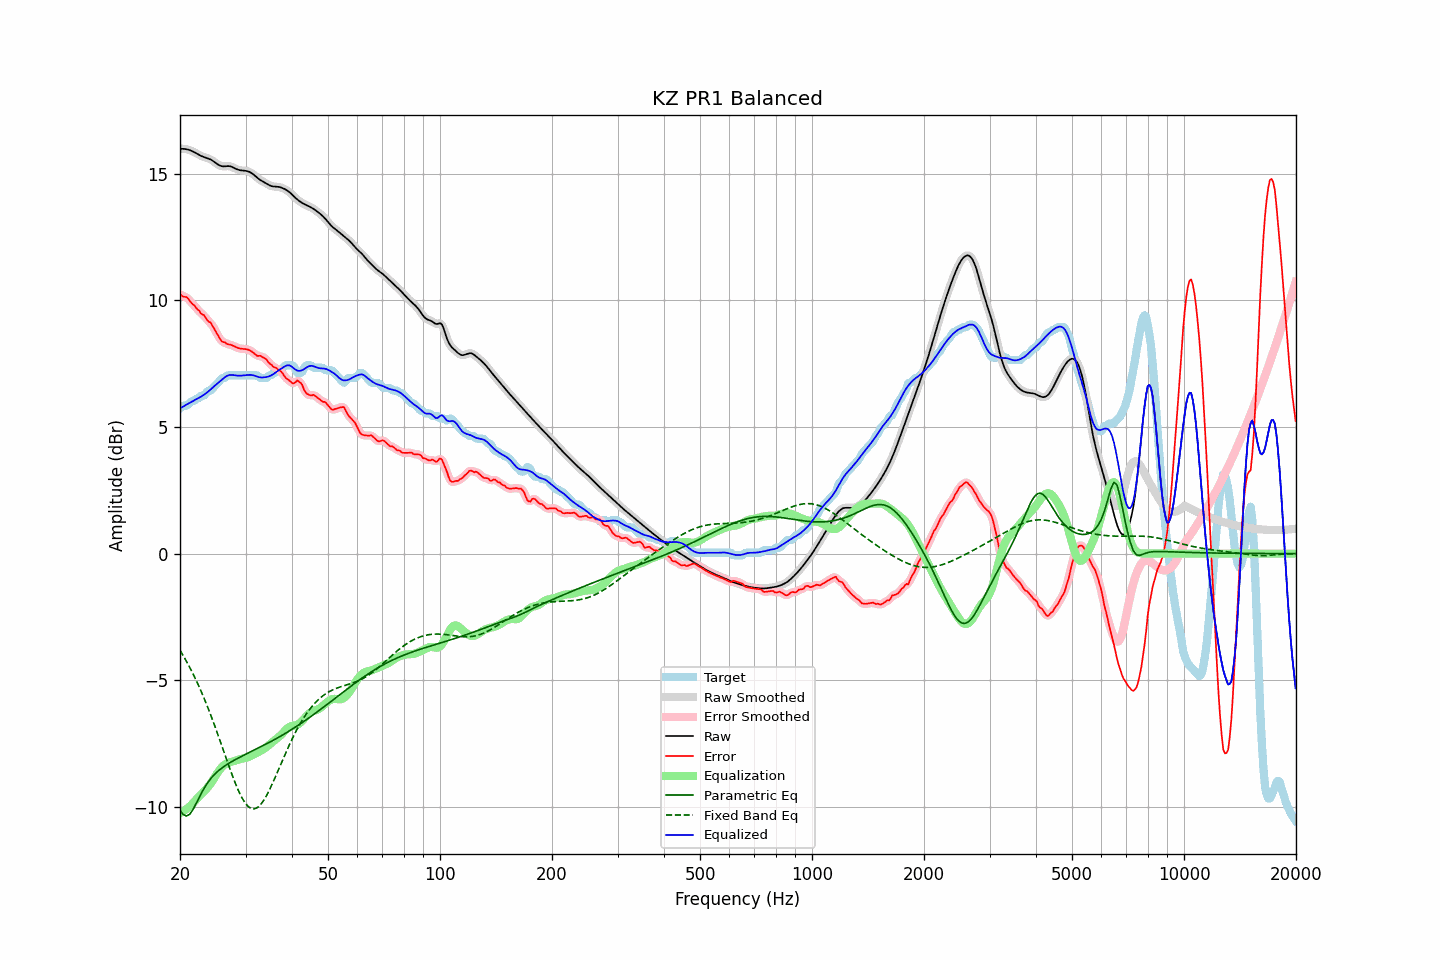 KZ PR1 Balanced
Amplitude (dBr)
15
10
5
0
−5
−10
Target
Raw Smoothed
Error Smoothed
Raw
Error
Equalization
Parametric Eq
Fixed Band Eq
Equalized
20 50 100 200 500 1000 2000 5000 10000 20000
Frequency (Hz)